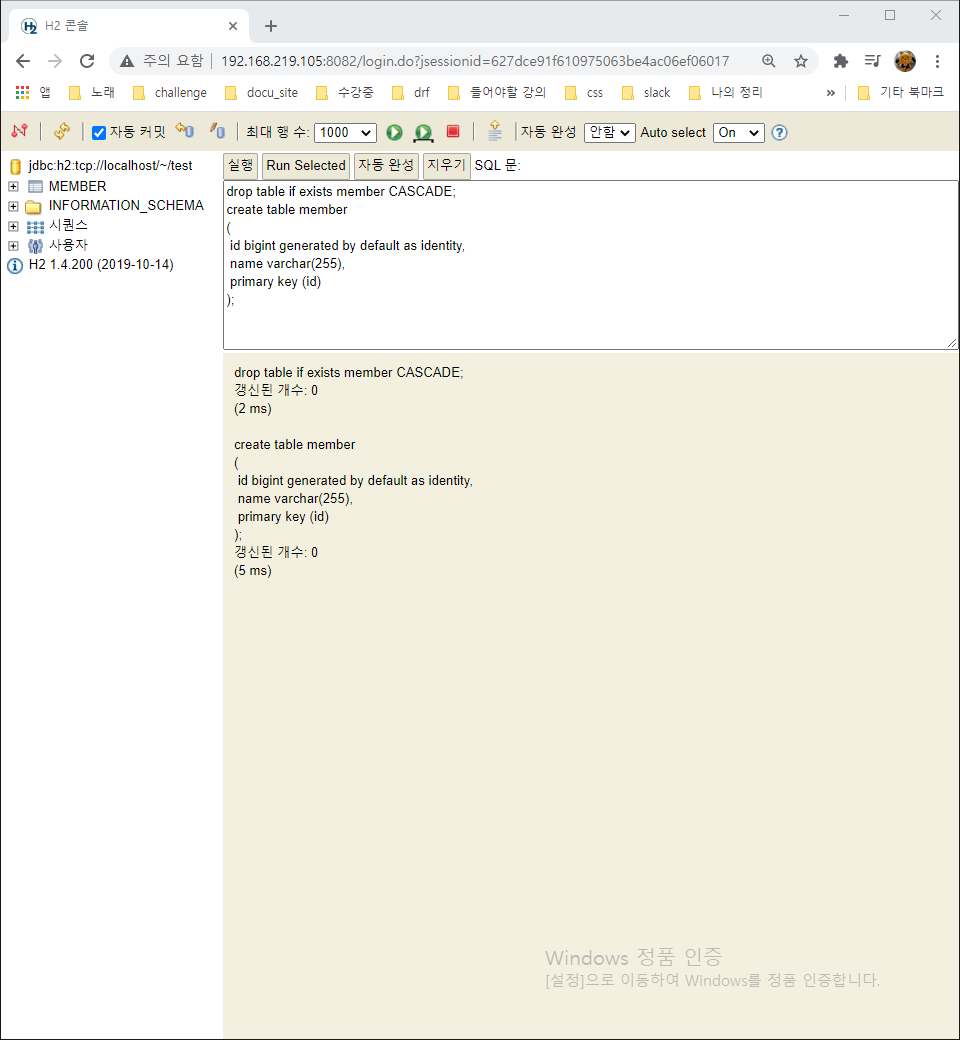 H2 콘솔
주의 요함 192.168.219.105:8082/login.do?jsessionid=627dce91f610975063be4ac06ef06017
앱 노래 challenge docu_site 수강중 drf 들어야할 강의 css slack 나의 정리 » 기타 북마크
자동 커밋 최대 행 수: 1000 자동 완성 안함 Auto select On
jdbc:h2:tcp://localhost/~/test
MEMBER
INFORMATION_SCHEMA
시퀀스
사용자
H2 1.4.200 (2019-10-14)
실행 Run Selected 자동 완성 지우기 SQL 문:
drop table if exists member CASCADE;
create table member
(
id bigint generated by default as identity,
name varchar(255),
primary key (id)
);
drop table if exists member CASCADE;
갱신된 개수: 0
(2 ms)
create table member
(
id bigint generated by default as identity,
name varchar(255),
primary key (id)
);
갱신된 개수: 0
(5 ms)
Windows 정품 인증
[설정]으로 이동하여 Windows를 정품 인증합니다.